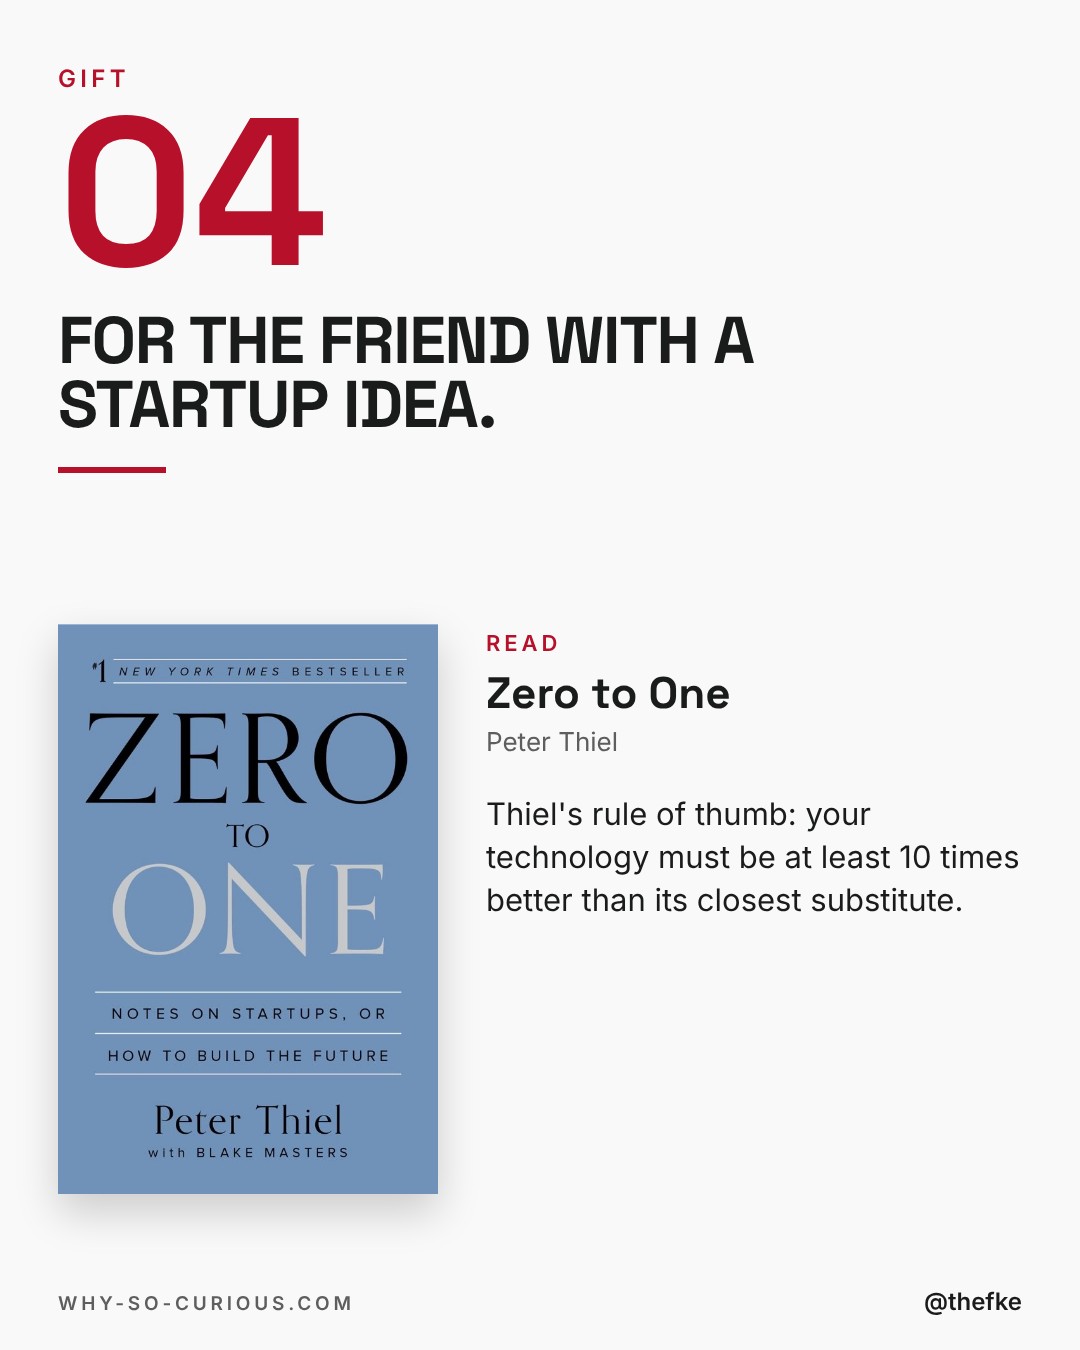 GIFT
04
FOR THE FRIEND WITH A
STARTUP IDEA.
#1 NEW YORK TIMES BESTSELLER
ZERO
TO
ONE
NOTES ON STARTUPS, OR
HOW TO BUILD THE FUTURE
Peter Thiel
with BLAKE MASTERS
READ
Zero to One
Peter Thiel
Thiel's rule of thumb: your
technology must be at least 10 times
better than its closest substitute.
WHY-SO-CURIOUS.COM
@thefke